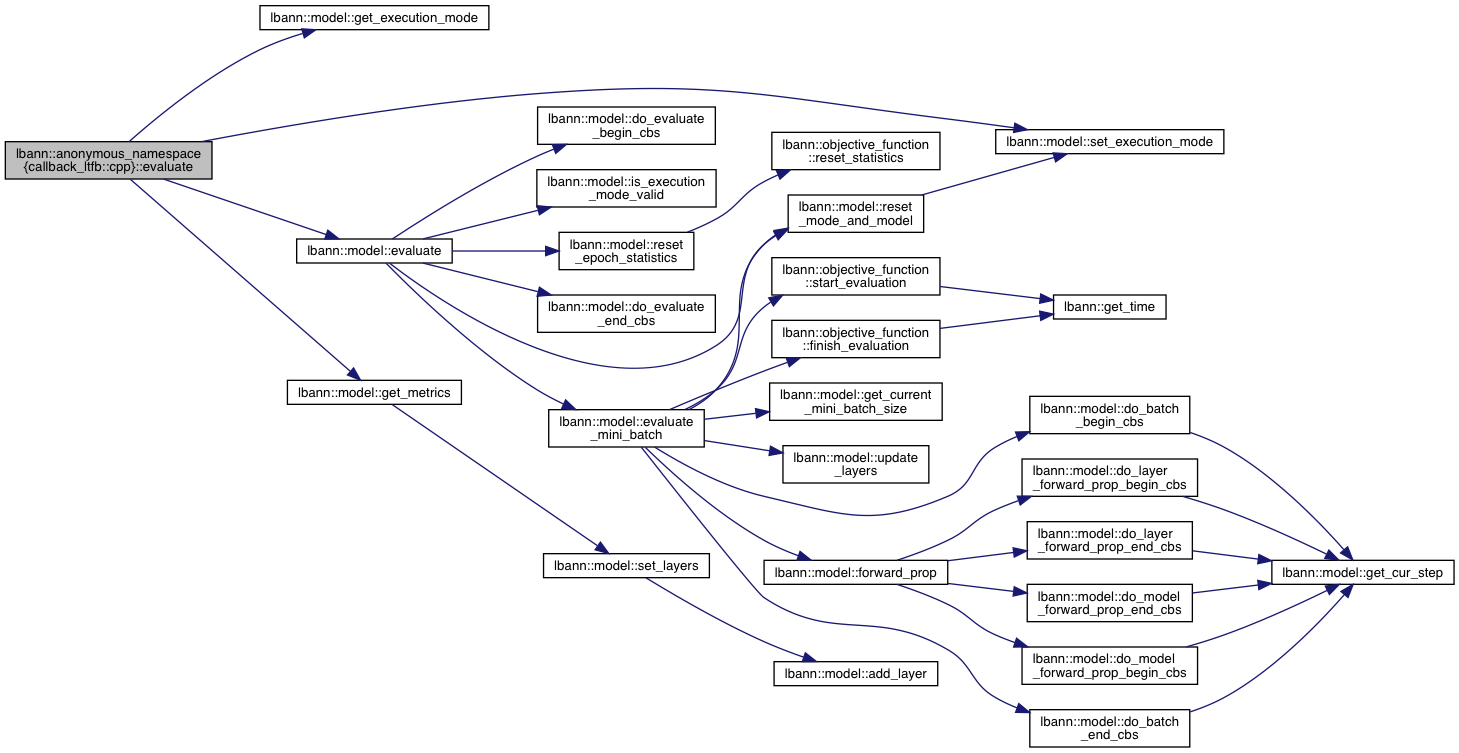 lbann::model::get_execution_mode
lbann::anonymous_namespace
{callback_ltfb::cpp}::evaluate
lbann::model::evaluate
lbann::model::get_metrics
lbann::model::do_evaluate
_begin_cbs
lbann::model::is_execution
_mode_valid
lbann::model::reset
_epoch_statistics
lbann::model::do_evaluate
_end_cbs
lbann::model::evaluate
_mini_batch
lbann::model::set_layers
lbann::objective_function
::reset_statistics
lbann::model::reset
_mode_and_model
lbann::objective_function
::start_evaluation
lbann::objective_function
::finish_evaluation
lbann::model::get_current
_mini_batch_size
lbann::model::update
_layers
lbann::model::forward_prop
lbann::model::add_layer
lbann::model::set_execution_mode
lbann::get_time
lbann::model::do_batch
_begin_cbs
lbann::model::do_layer
_forward_prop_begin_cbs
lbann::model::do_layer
_forward_prop_end_cbs
lbann::model::do_model
_forward_prop_end_cbs
lbann::model::do_model
_forward_prop_begin_cbs
lbann::model::do_batch
_end_cbs
lbann::model::get_cur_step